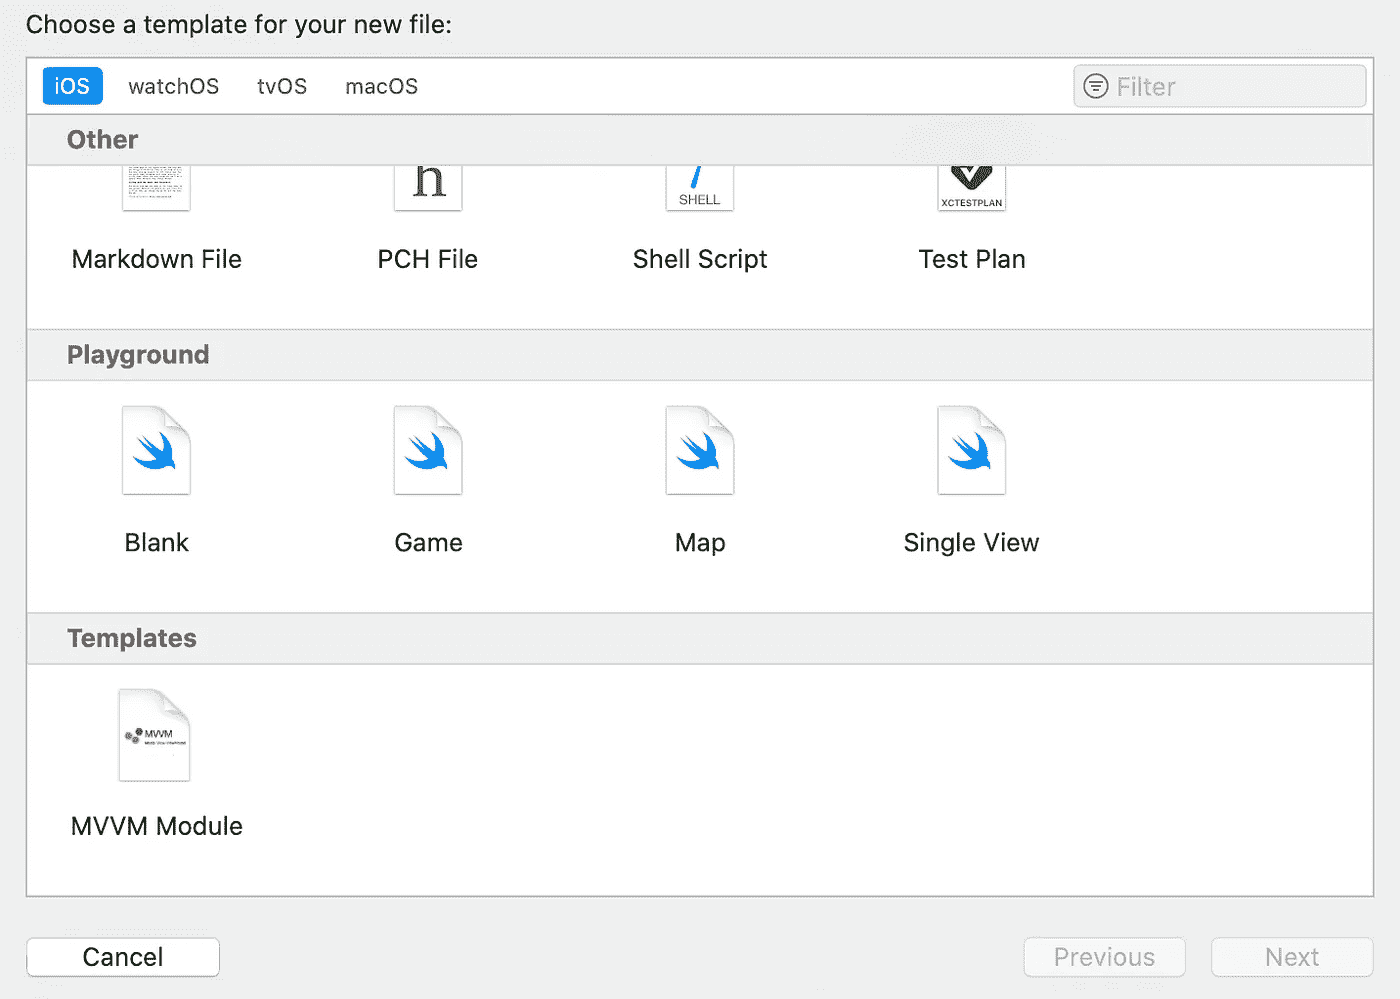 Choose a template for your new file:
iOS watchOS tvOS macOS Filter
Other
h SHELL XCTESTPLAN
Markdown File PCH File Shell Script Test Plan
Playground
Blank Game Map Single View
Templates
MVVM
MVVM Module
Cancel Previous Next